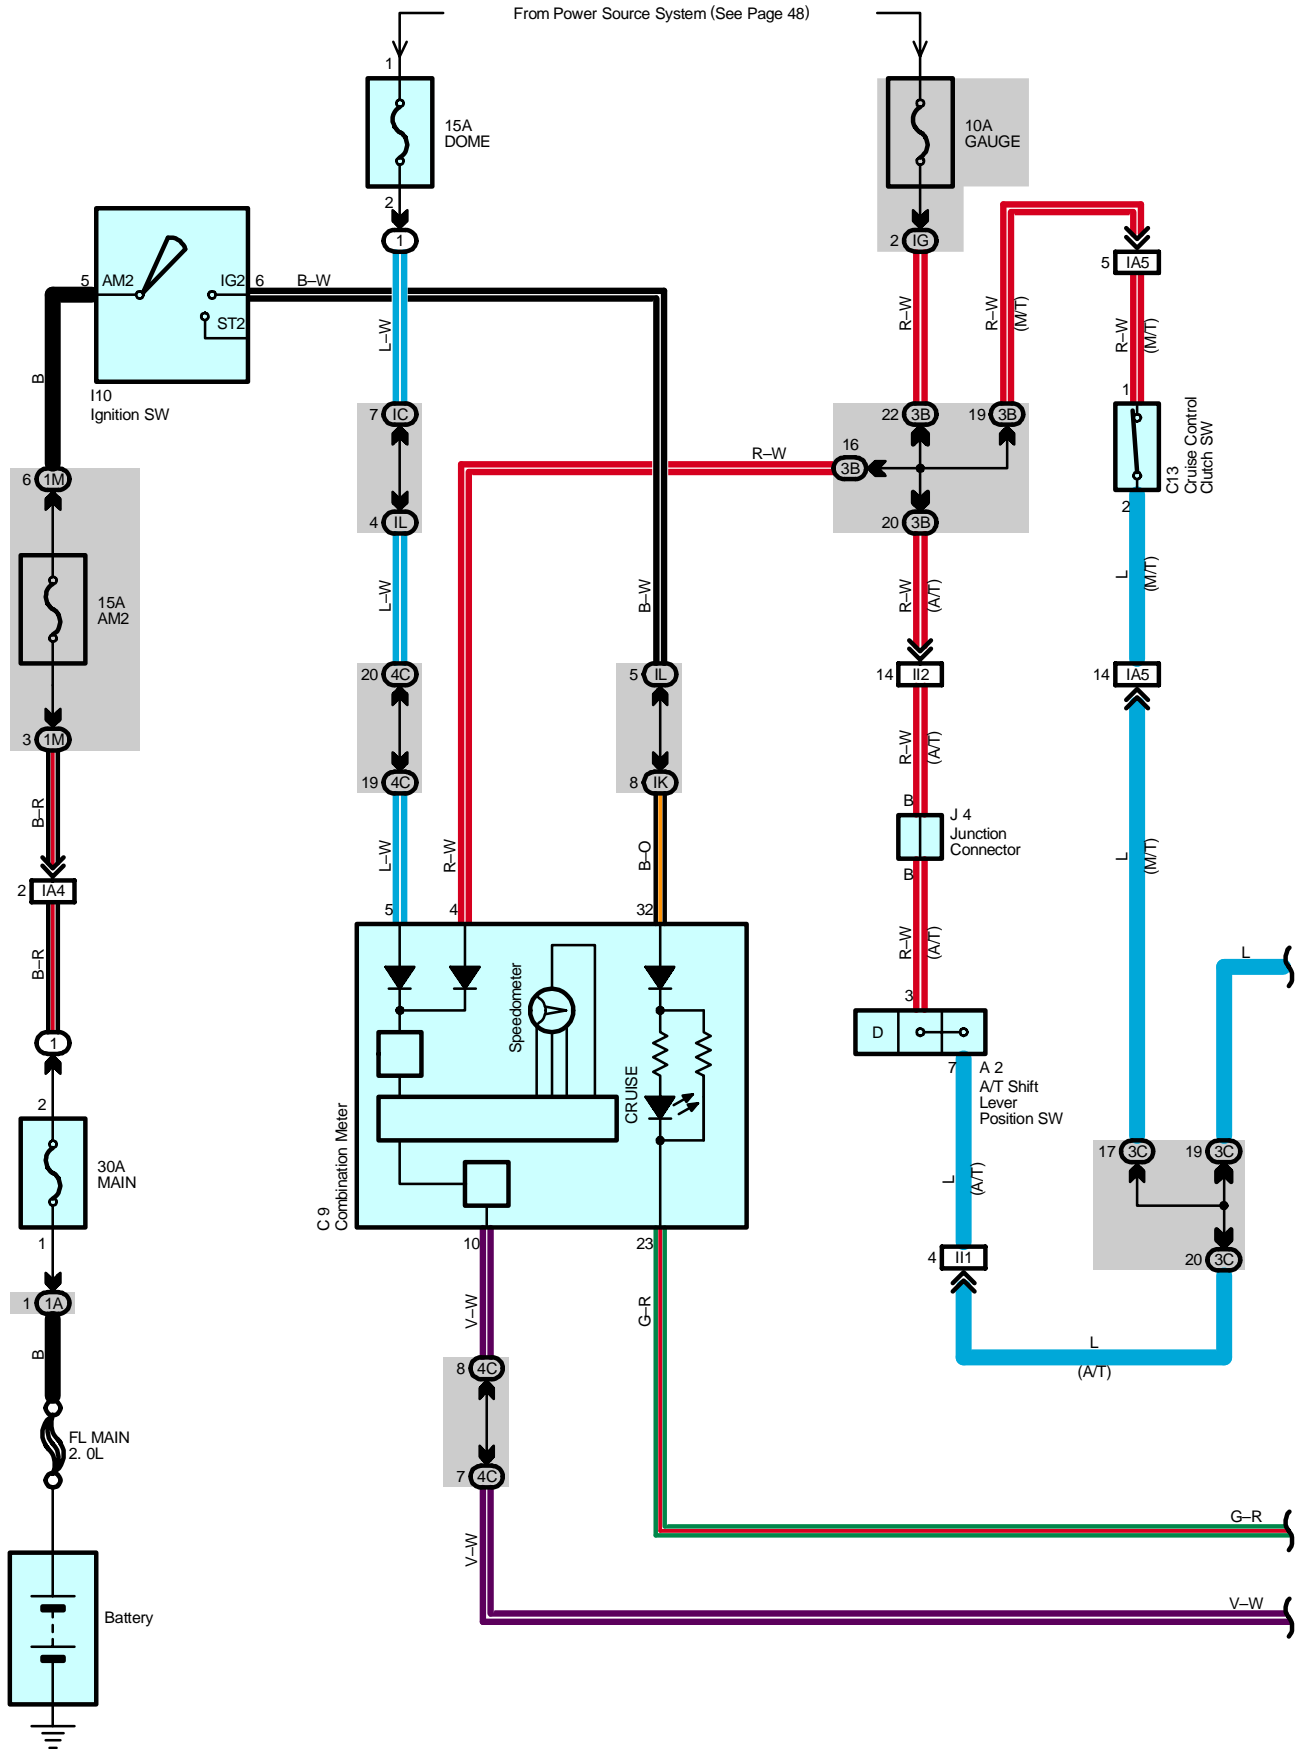 From Power Source System (See Page 48)
1
15A
DOME
10A
GAUGE
2
1
2 IG
5 IA5
5 AM2
IG2 6
B–W
ST2
I10
Ignition SW
B
L–W
R–W
R–W
(M/T)
R–W
(M/T)
1
7 IC
22 3B
19 3B
16
3B
R–W
C13
Cruise Control
Clutch SW
2
6 1M
4 IL
20 3B
15A
AM2
L–W
B–W
R–W
(A/T)
L
(M/T)
20 4C
5 IL
14 II2
14 IA5
3 1M
19 4C
8 IK
R–W
(A/T)
B
J 4
Junction
Connector
B
B–R
L–W
R–W
B–O
L
(M/T)
2 IA4
5
4
32
B–R
R–W
(A/T)
L
3
Speedometer
CRUISE
C 9
Combination Meter
1
D
7
A 2
A/T Shift
Lever
Position SW
2
30A
MAIN
1
17 3C
19 3C
L
(A/T)
10
23
4 II1
20 3C
1 1A
V–W
G–R
L
(A/T)
B
8 4C
FL MAIN
2. 0L
7 4C
G–R
V–W
V–W
Battery